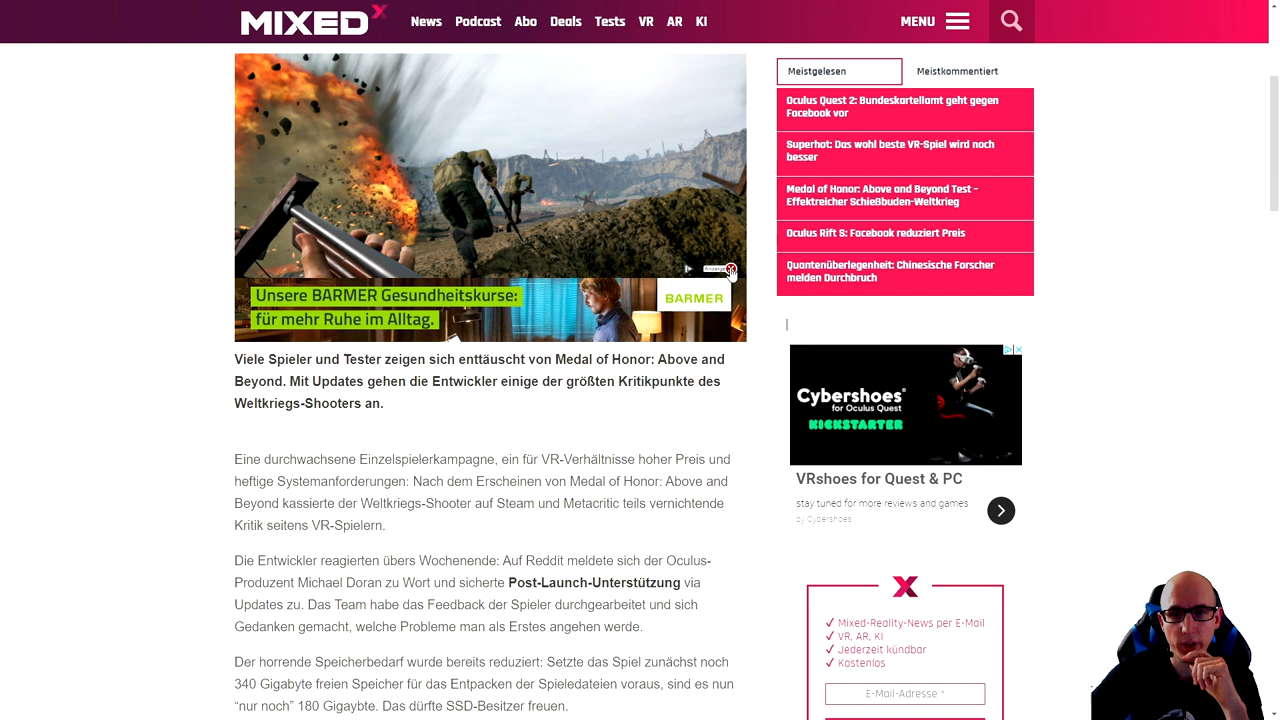 MIXED
News Podcast Abo Deals Tests VR AR KI
MENU
Anzeige
Unsere BARMER Gesundheitskurse:
für mehr Ruhe im Alltag.
BARMER
Viele Spieler und Tester zeigen sich enttäuscht von Medal of Honor: Above and
Beyond. Mit Updates gehen die Entwickler einige der größten Kritikpunkte des
Weltkriegs-Shooters an.
Eine durchwachsene Einzelspielerkampagne, ein für VR-Verhältnisse hoher Preis und
heftige Systemanforderungen: Nach dem Erscheinen von Medal of Honor: Above and
Beyond kassierte der Weltkriegs-Shooter auf Steam und Metacritic teils vernichtende
Kritik seitens VR-Spielern.
Die Entwickler reagierten übers Wochenende: Auf Reddit meldete sich der Oculus-
Produzent Michael Doran zu Wort und sicherte Post-Launch-Unterstützung via
Updates zu. Das Team habe das Feedback der Spieler durchgearbeitet und sich
Gedanken gemacht, welche Probleme man als Erstes angehen werde.
Der horrende Speicherbedarf wurde bereits reduziert: Setzte das Spiel zunächst noch
340 Gigabyte freien Speicher für das Entpacken der Spieledateien voraus, sind es nun
“nur noch” 180 Gigaybte. Das dürfte SSD-Besitzer freuen.
Meistgelesen Meistkommentiert
Oculus Quest 2: Bundeskartellamt geht gegen
Facebook vor
Superhot: Das wohl beste VR-Spiel wird noch
besser
Medal of Honor: Above and Beyond Test –
Effektreicher Schießbuden-Weltkrieg
Oculus Rift S: Facebook reduziert Preis
Quantenüberlegenheit: Chinesische Forscher
melden Durchbruch
Cybershoes®
for Oculus Quest
KICKSTARTER
VRshoes for Quest & PC
stay tuned for more reviews and games
by Cybershoes
Mixed-Reality-News per E-Mail
VR, AR, KI
Jederzeit kündbar
Kostenlos
E-Mail-Adresse *